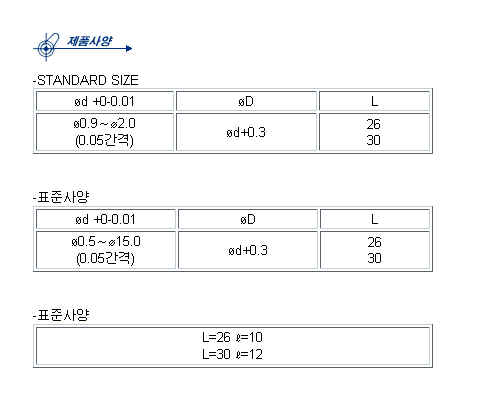 제품사양
-STANDARD SIZE
ød +0-0.01 øD L
ø0.9~⌀2.0 ød+0.3 26
(0.05간격) 30
-표준사양
ød +0-0.01 øD L
ø0.5~⌀15.0 ød+0.3 26
(0.05간격) 30
-표준사양
L=26 ℓ=10
L=30 ℓ=12